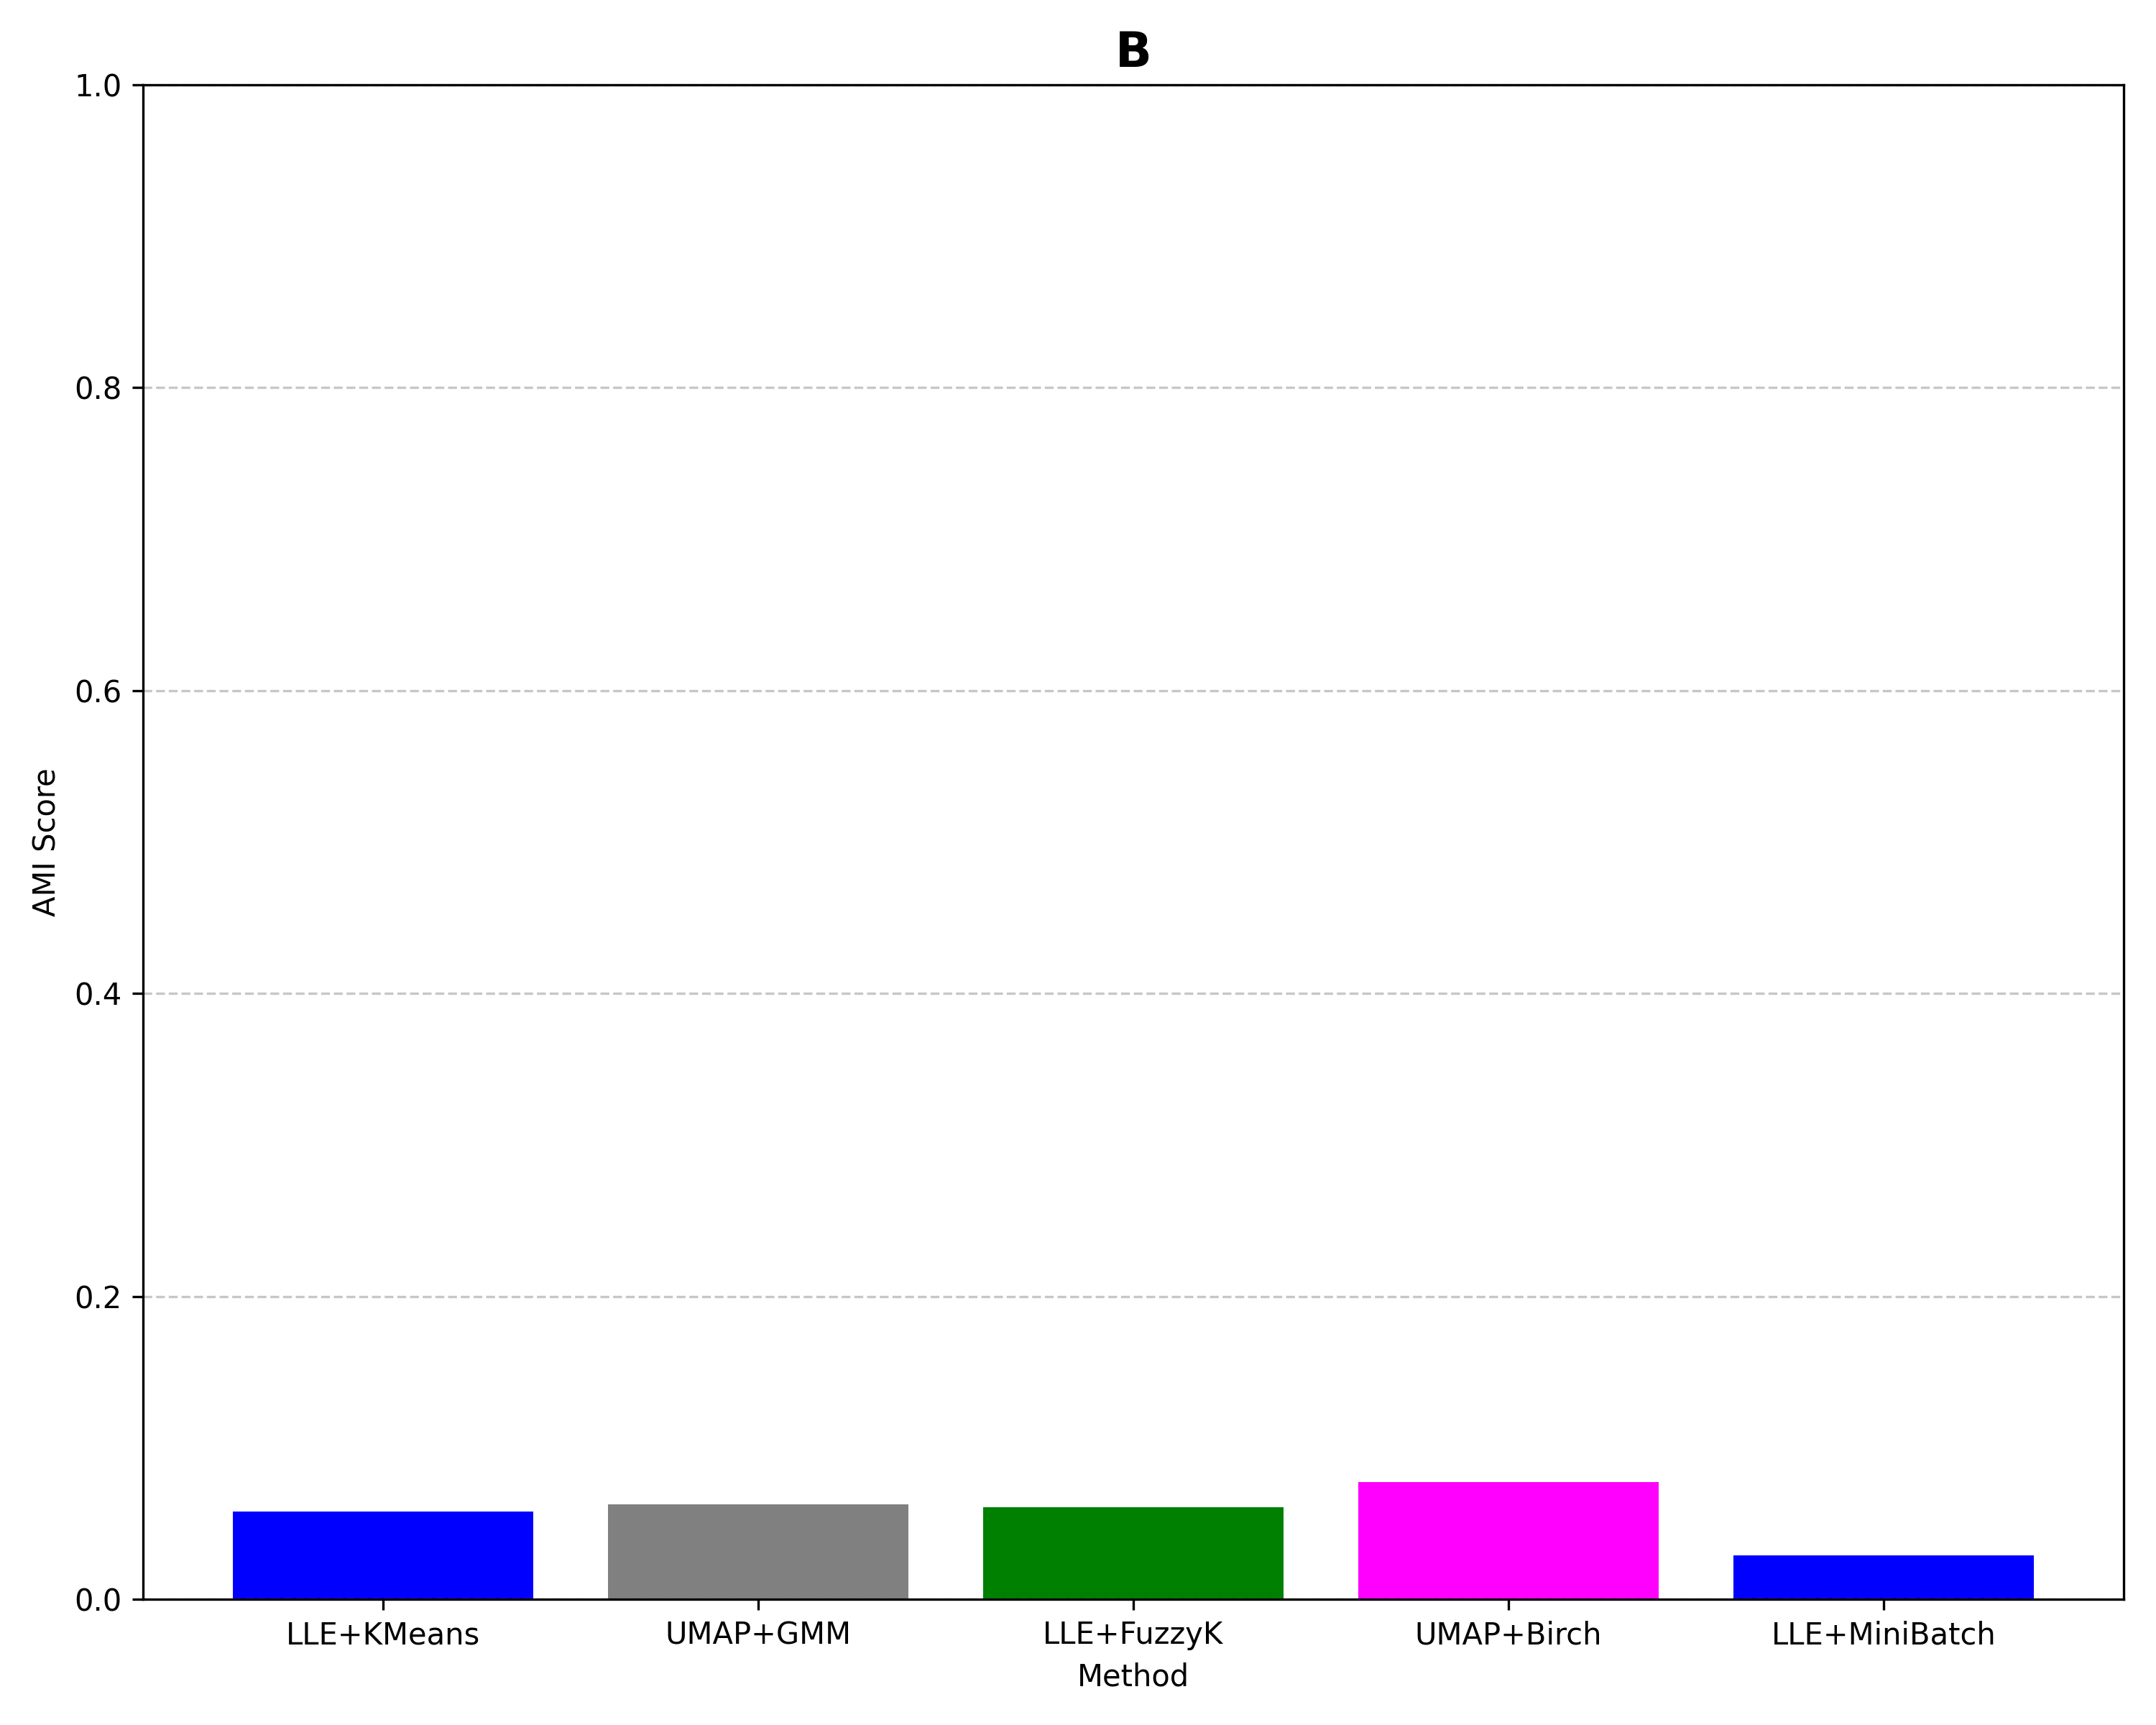 B
1.0
0.8
0.6
0.4
0.2
0.0
AMI Score
LLE+KMeans
UMAP+GMM
LLE+FuzzyK
UMAP+Birch
LLE+MiniBatch
Method